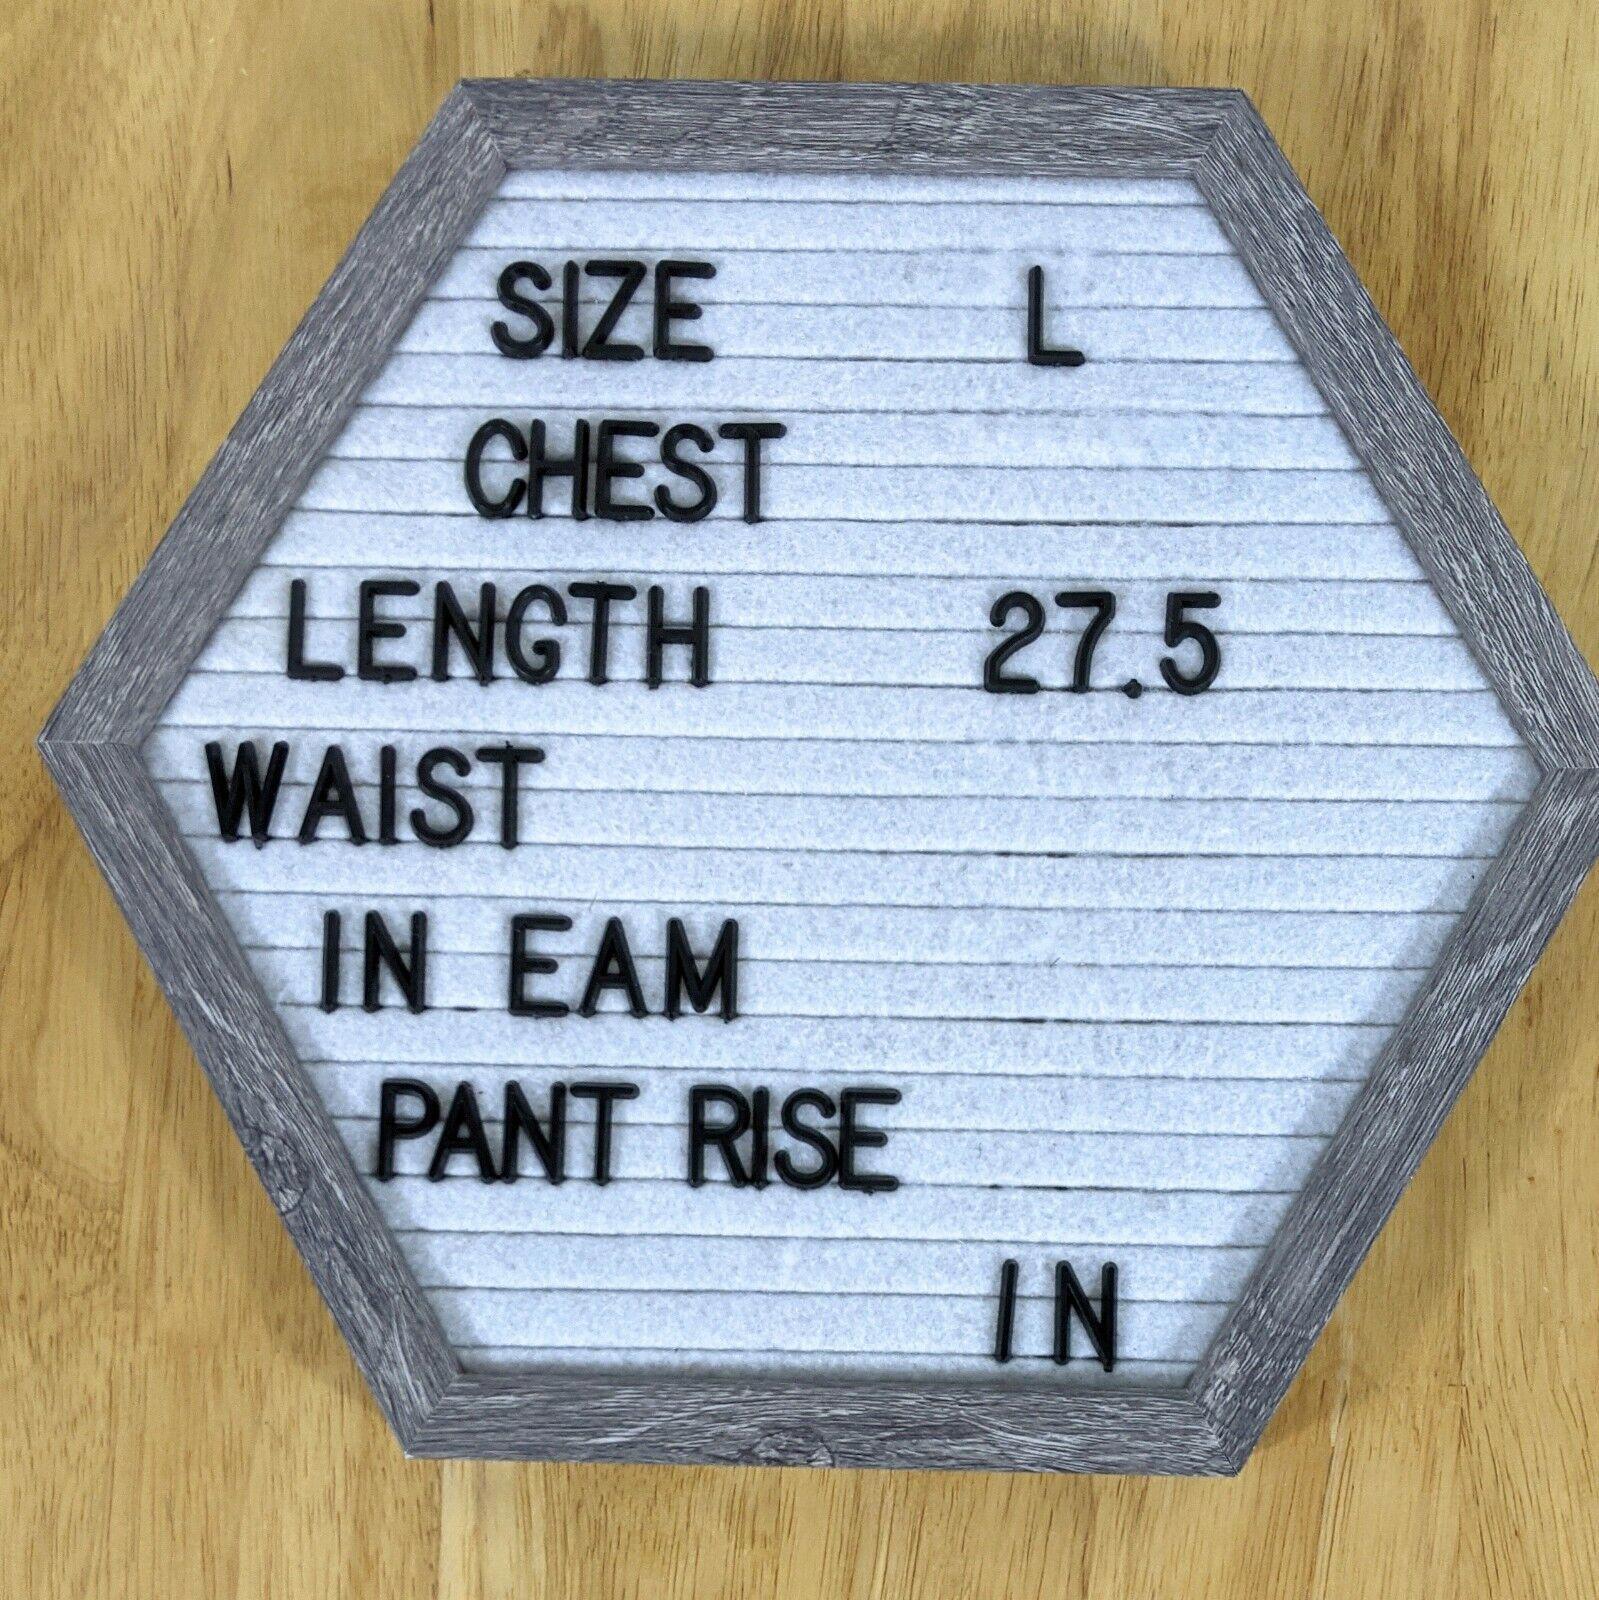 SIZE L
CHEST
LENGTH 27.5
WAIST
IN EAM
PANT RISE
IN